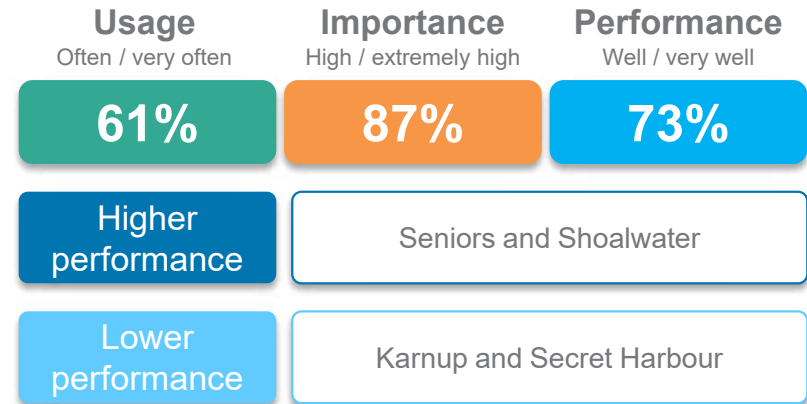 Usage
Importance
Performance
Often / very often
High / extremely high
Well / very well
61%
87%
73%
Higher
performance
Seniors and Shoalwater
Lower
performance
Karnup and Secret Harbour